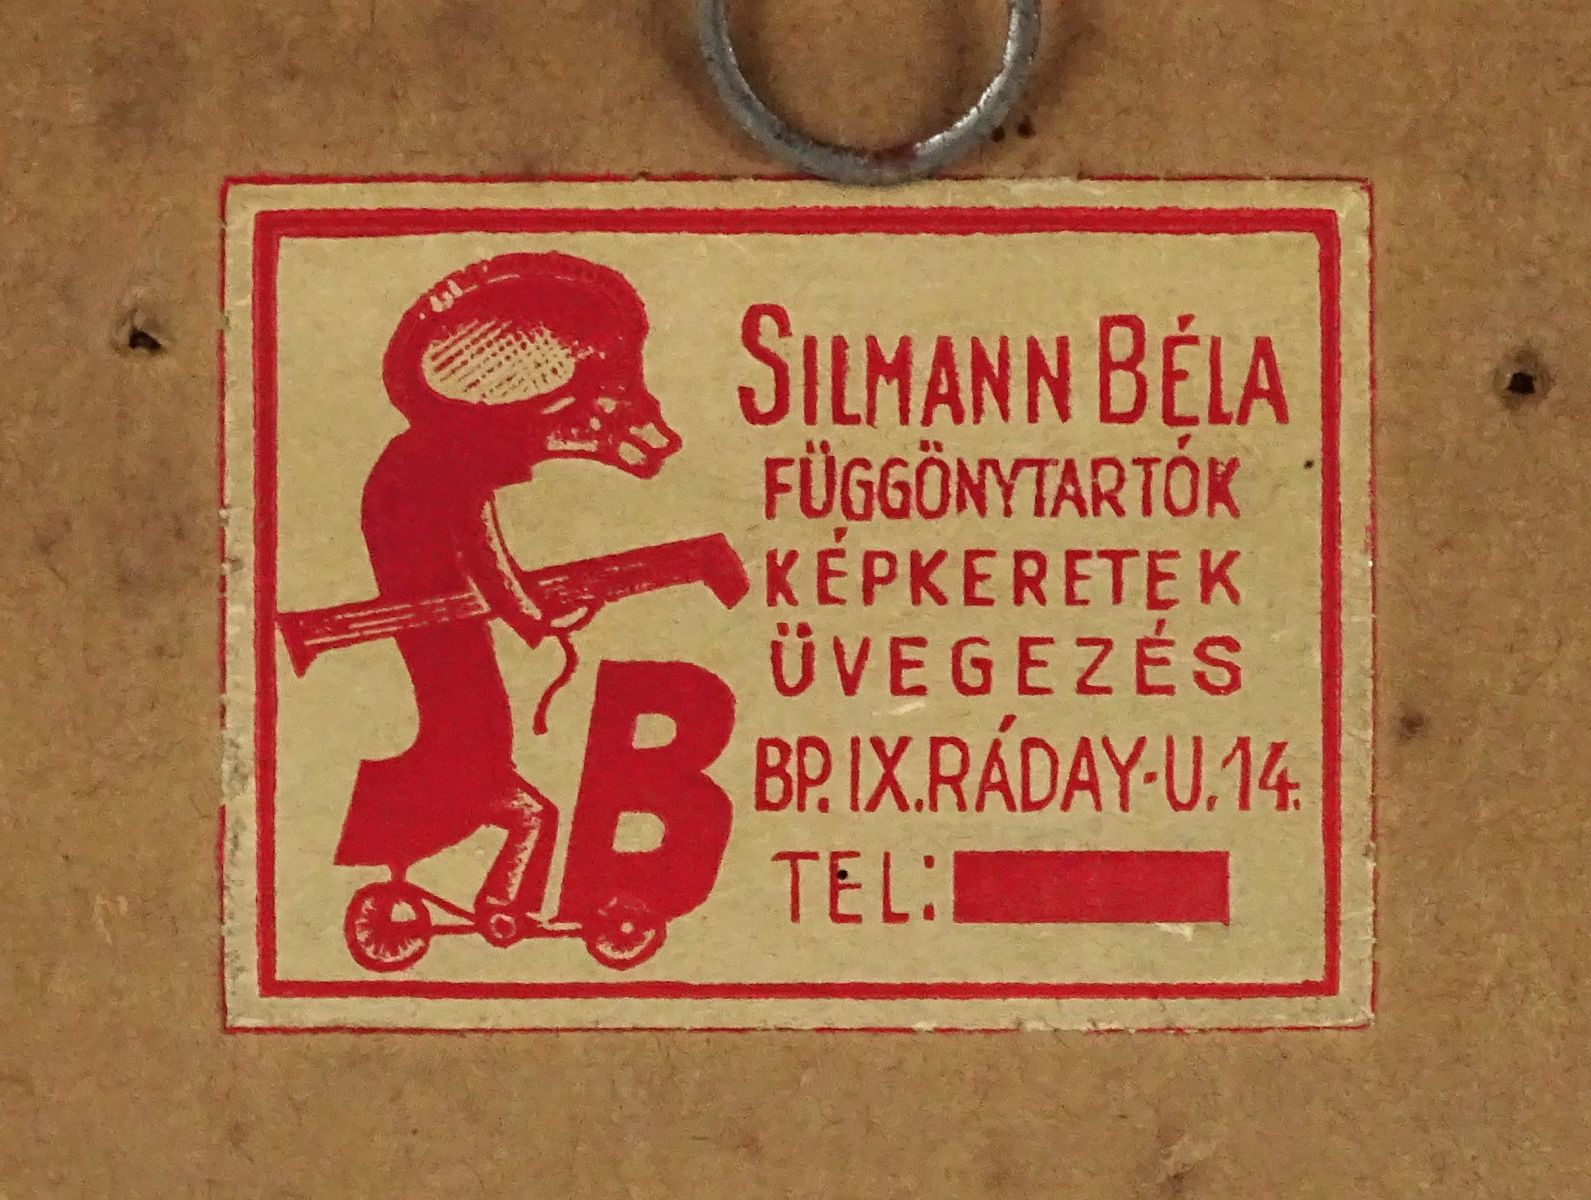 SILMANN BÉLA
FÜGGÖNYTARTÓK
KÉPKERETEK
ÜVEGEZÉS
BP. IX. RÁDAY-U. 14.
TEL:
B